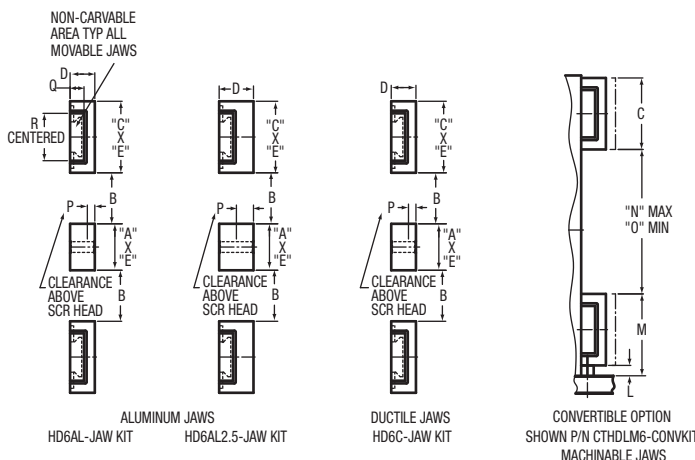 NON-CARVABLE
AREA TYP ALL
MOVABLE JAWS
D
Q
R
CENTERED
"C"
X
"E"
B
P
"A"
X
"E"
CLEARANCE
ABOVE
SCR HEAD
B
D
"C"
X
"E"
B
P
"A"
X
"E"
CLEARANCE
ABOVE
SCR HEAD
B
D
"C"
X
"E"
B
P
"A"
X
"E"
CLEARANCE
ABOVE
SCR HEAD
B
C
"N" MAX
"O" MIN
M
L
ALUMINUM JAWS
HD6AL-JAW KIT
HD6AL2.5-JAW KIT
DUCTILE JAWS
HD6C-JAW KIT
CONVERTIBLE OPTION
SHOWN P/N CTHDLM6-CONVKIT
MACHINABLE JAWS